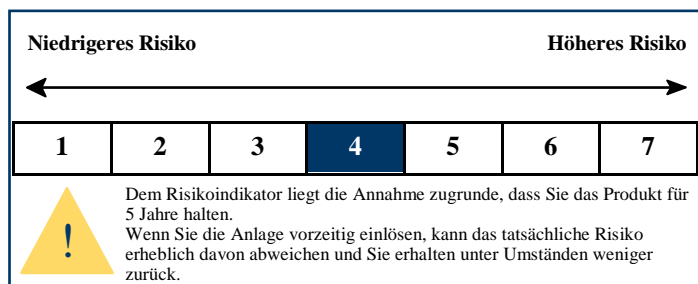 Niedrigeres Risiko Höheres Risiko
1 2 3 4 5 6 7
Dem Risikoindikator liegt die Annahme zugrunde, dass Sie das Produkt für
5 Jahre halten.
Wenn Sie die Anlage vorzeitig einlösen, kann das tatsächliche Risiko
erheblich davon abweichen und Sie erhalten unter Umständen weniger
zurück.
!